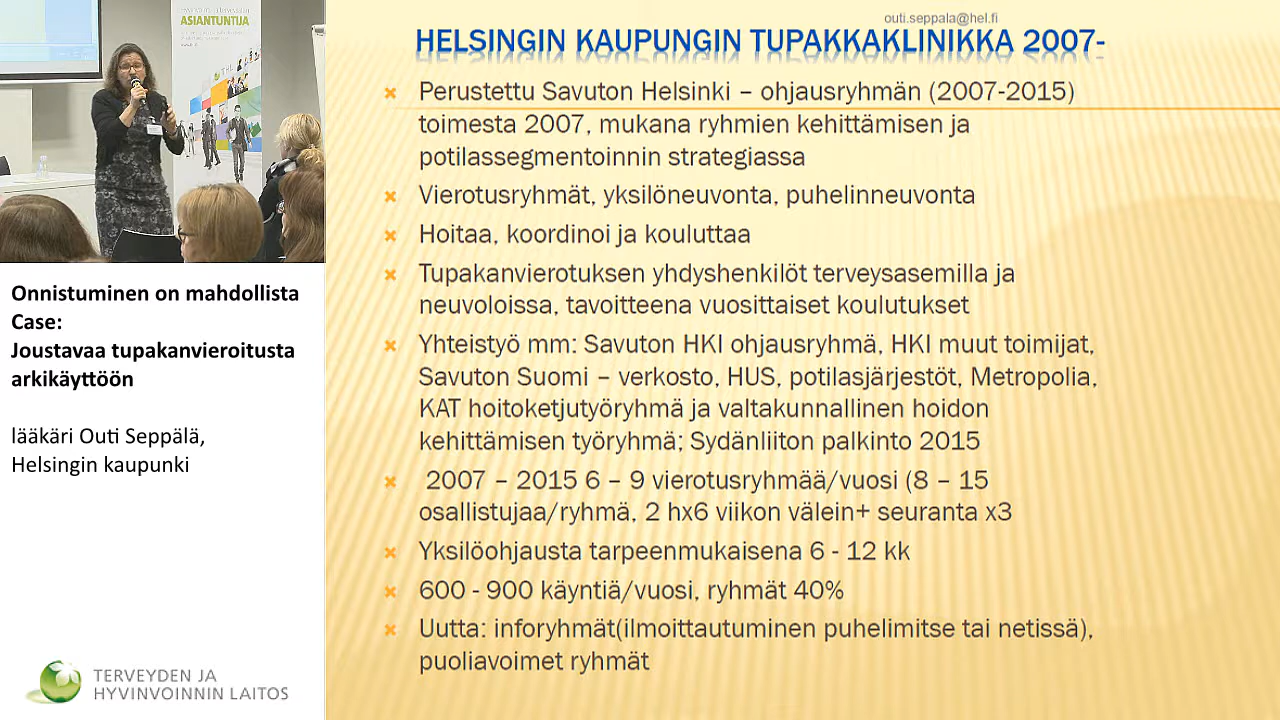 ASIANTUNTIJA
THL
Onnistuminen on mahdollista
Case:
Joustavaa tupakanvieroitusta
arkikäyttöön
lääkäri Outi Seppälä,
Helsingin kaupunki
TERVEYDEN JA
HYVINVOINNIN LAITOS
outi.seppala@hel.fi
HELSINGIN KAUPUNGIN TUPAKKAKLINIKKA 2007-
Perustettu Savuton Helsinki – ohjausryhmän (2007-2015)
toimesta 2007, mukana ryhmien kehittämisen ja
potilassegmentoinnin strategiassa
Vierotusryhmät, yksilöneuvonta, puhelinneuvonta
Hoitaa, koordinoi ja kouluttaa
Tupakanvierotuksen yhdyshenkilöt terveysasemilla ja
neuvoloissa, tavoitteena vuosittaiset koulutukset
Yhteistyö mm: Savuton HKI ohjausryhmä, HKI muut toimijat,
Savuton Suomi – verkosto, HUS, potilasjärjestöt, Metropolia,
KAT hoitoketjutyöryhmä ja valtakunnallinen hoidon
kehittämisen työryhmä; Sydänliiton palkinto 2015
2007 – 2015 6 – 9 vierotusryhmää/vuosi (8 – 15
osallistujaa/ryhmä, 2 hx6 viikon välein+ seuranta x3
Yksilöohjausta tarpeenmukaisena 6 - 12 kk
600 - 900 käyntiä/vuosi, ryhmät 40%
Uutta: inforyhmät(ilmoittautuminen puhelimitse tai netissä),
puoliavoimet ryhmät